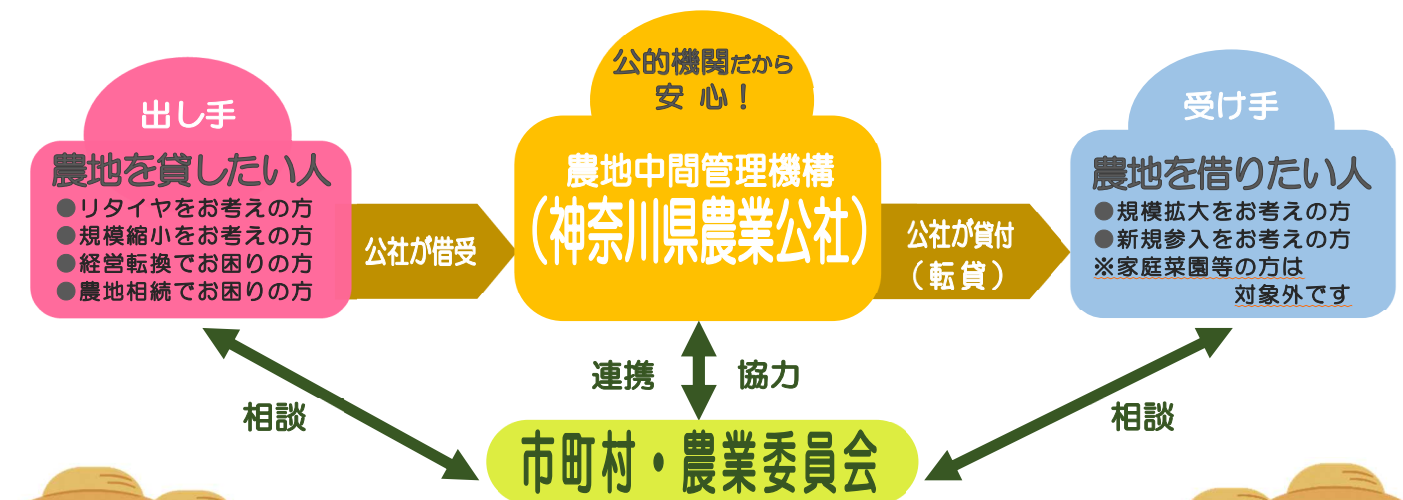 出し手
農地を貸したい人
●リタイヤをお考えの方
●規模縮小をお考えの方
●経営転換でお困りの方
●農地相続でお困りの方
公社が借受
公的機関だから
安 心！
農地中間管理機構
（神奈川県農業公社）
公社が貸付
（転貸）
受け手
農地を借りたい人
●規模拡大をお考えの方
●新規参入をお考えの方
※家庭菜園等の方は
対象外です
連携 協力
相談
相談
市町村・農業委員会